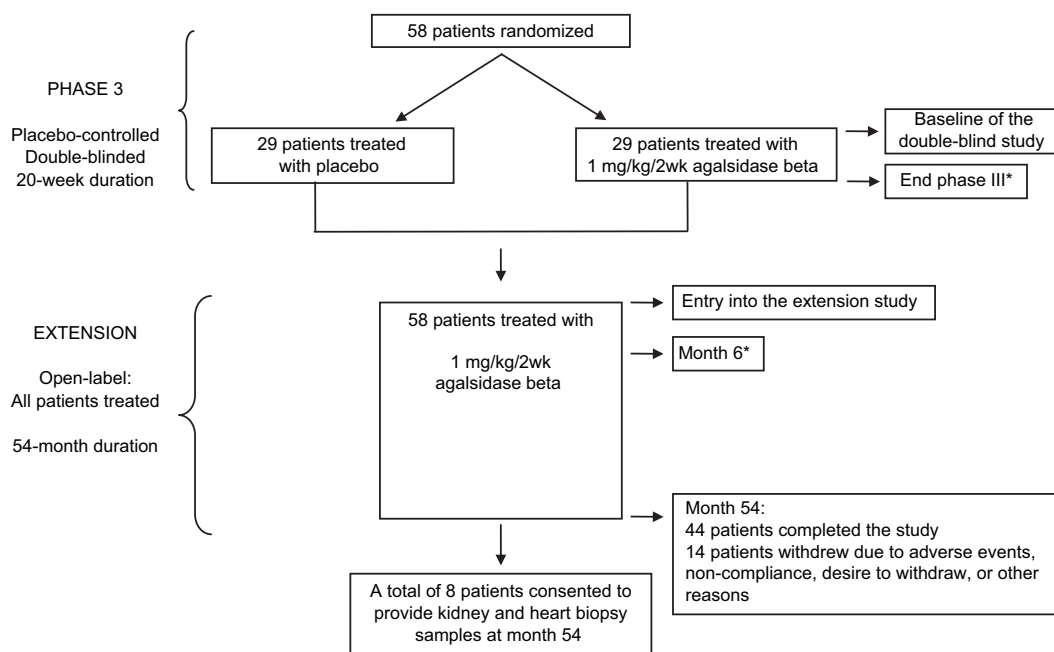 58 patients randomized
PHASE 3
Placebo-controlled
Double-blinded
20-week duration
29 patients treated
with placebo
29 patients treated with
1 mg/kg/2wk agalsidase beta
Baseline of the
double-blind study
End phase III*
EXTENSION
Open-label:
All patients treated
54-month duration
58 patients treated with
1 mg/kg/2wk
agalsidase beta
Entry into the extension study
Month 6*
Month 54:
44 patients completed the study
14 patients withdrew due to adverse events,
non-compliance, desire to withdraw, or other
reasons
A total of 8 patients consented to
provide kidney and heart biopsy
samples at month 54